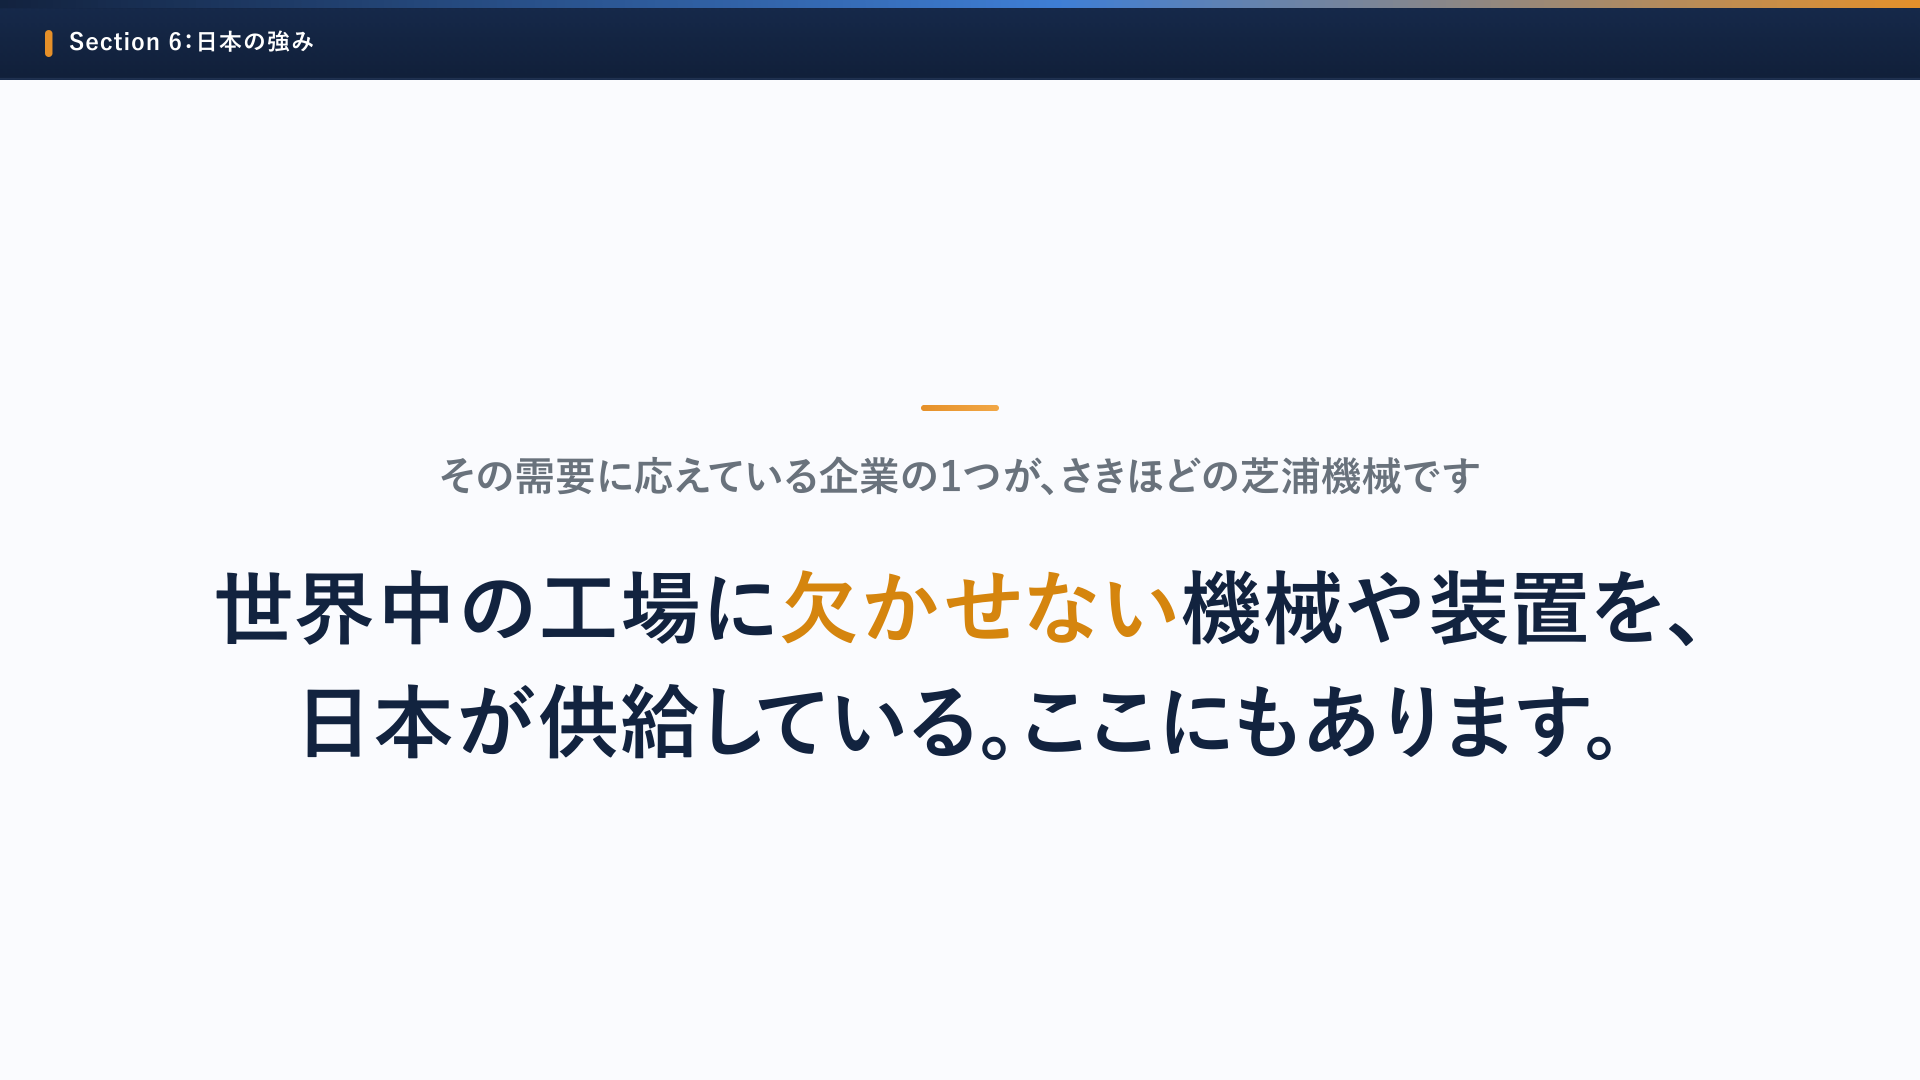 Section 6：日本の強み
その需要に応えている企業の1つが、さきほどの芝浦機械です
世界中の工場に欠かせない機械や装置を、
日本が供給している。ここにもあります。